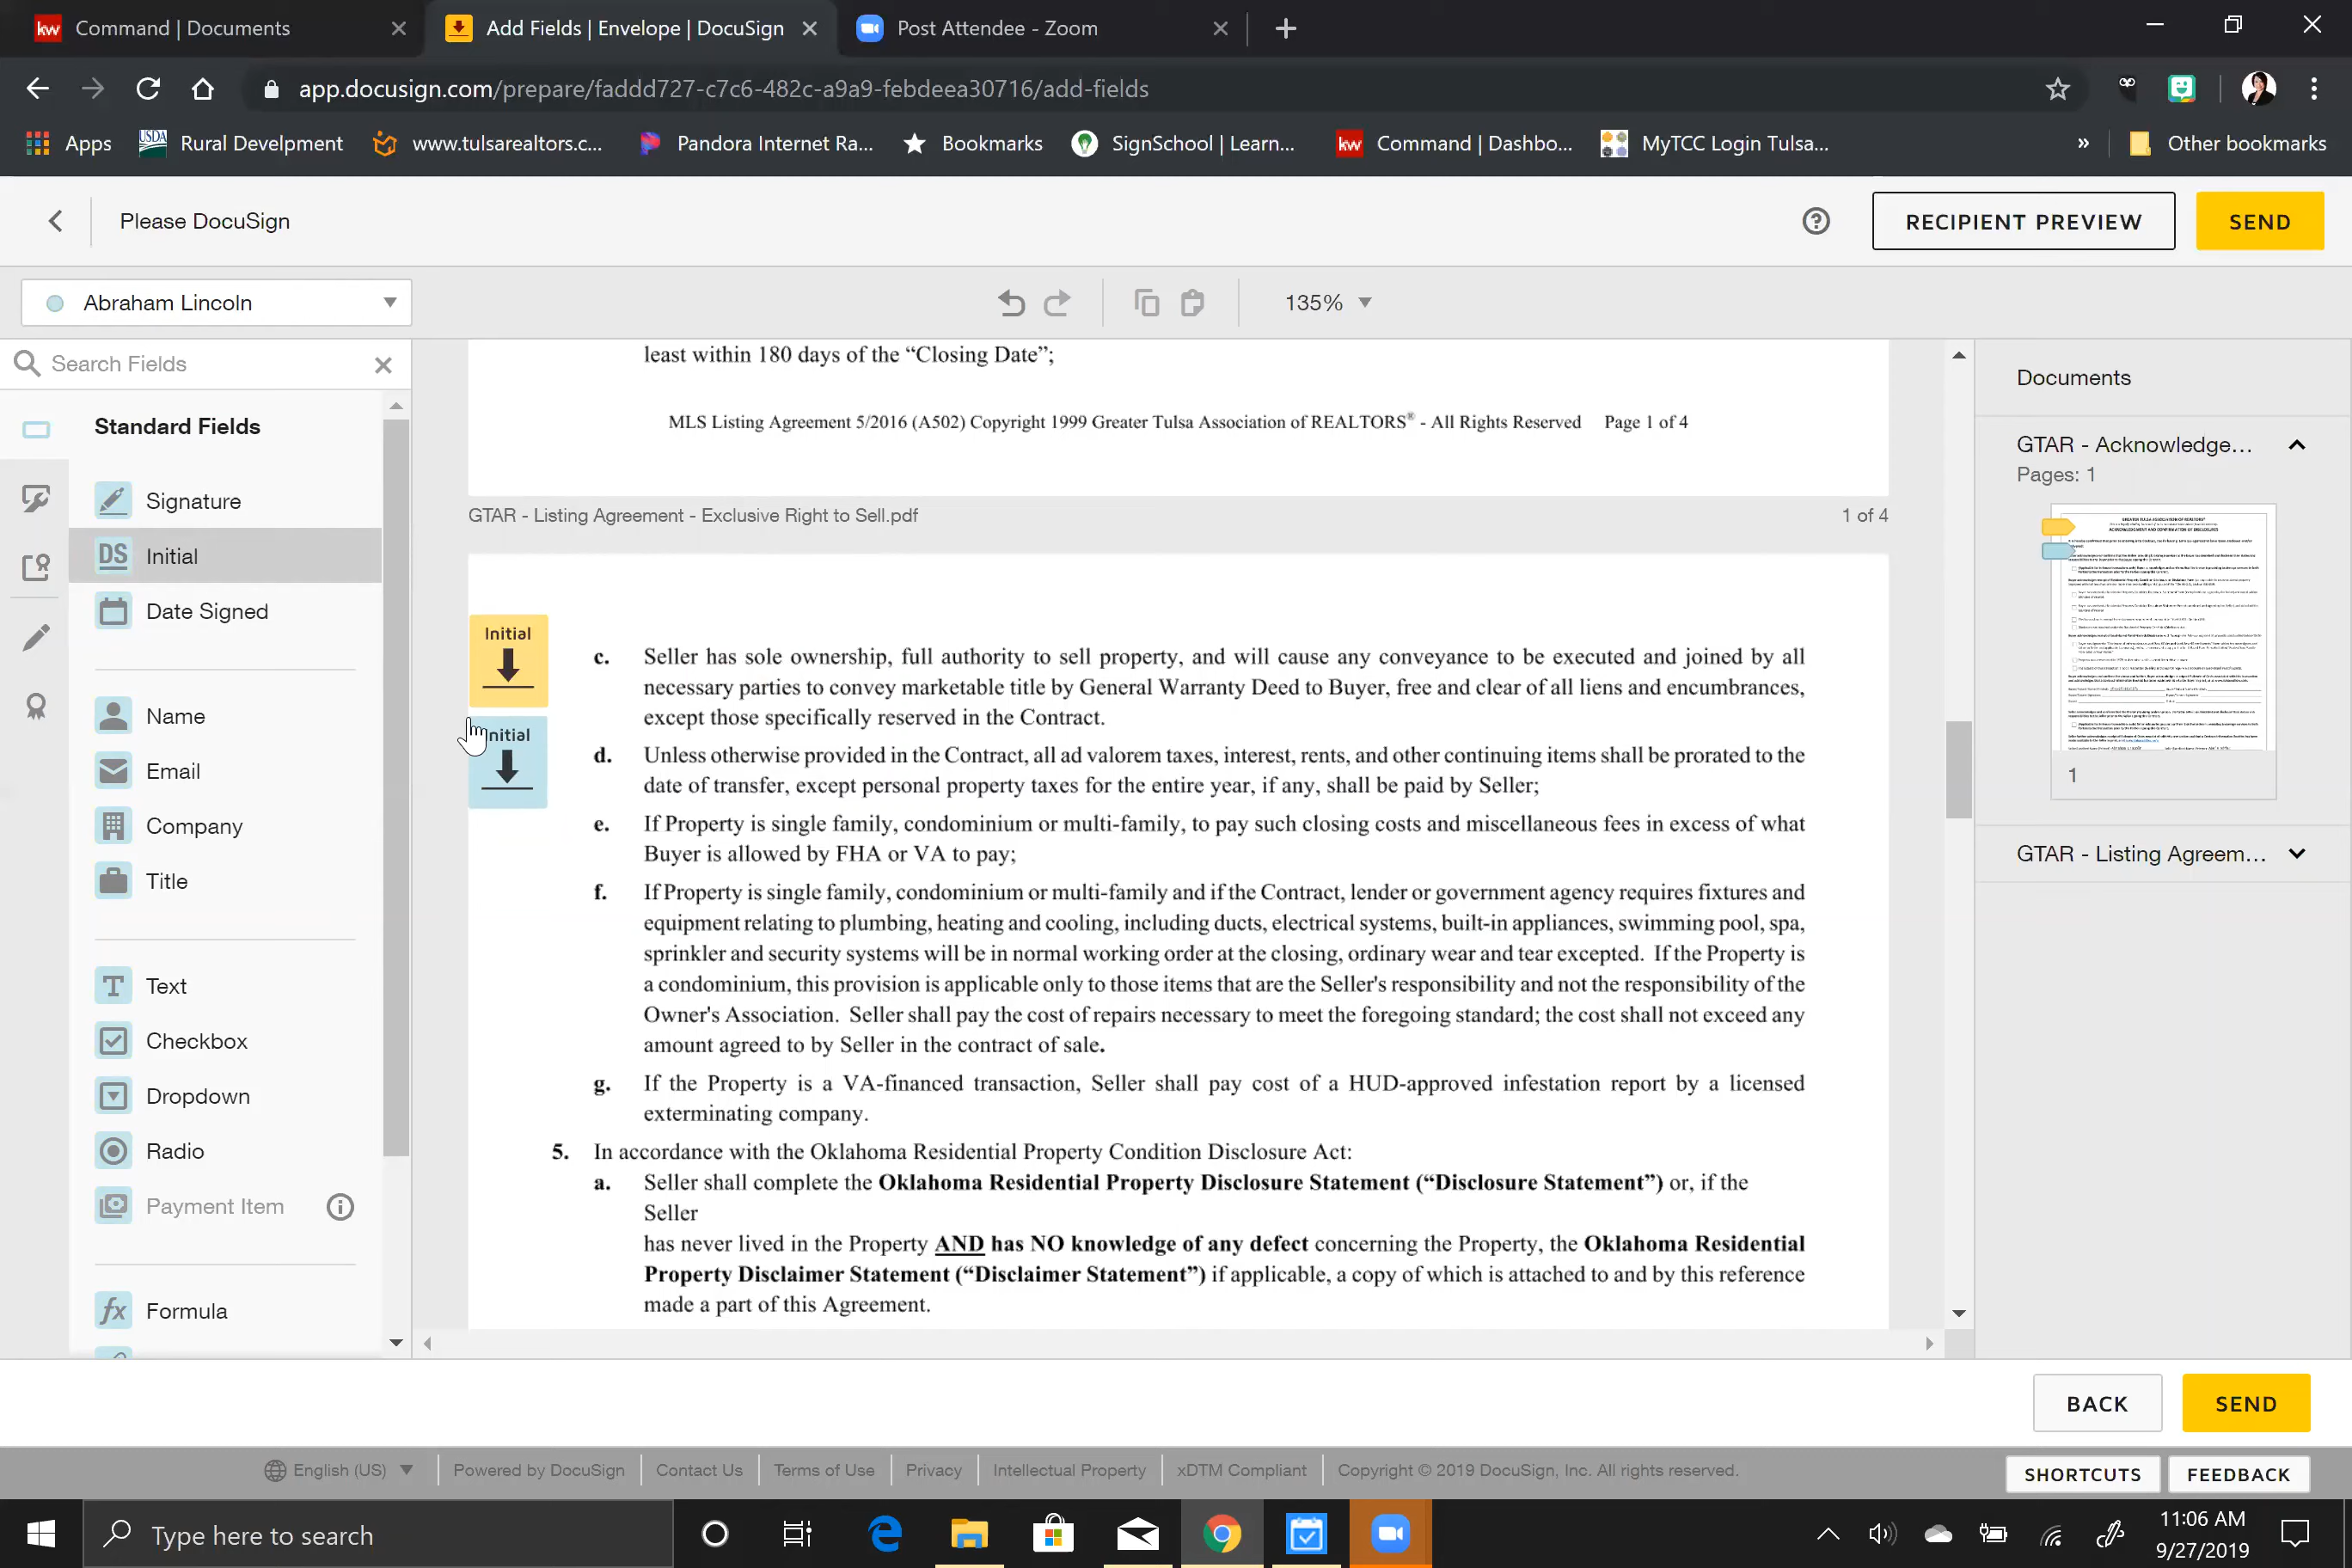 kw Command | Documents
Add Fields | Envelope | DocuSign
Post Attendee - Zoom
app.docusign.com/prepare/faddd727-c7c6-482c-a9a9-febdeea30716/add-fields
Apps
USDA Rural Develpment
www.tulsarealtors.c...
Pandora Internet Ra...
Bookmarks
SignSchool | Learn...
kw Command | Dashbo...
MyTCC Login Tulsa...
»
Other bookmarks
Please DocuSign
RECIPIENT PREVIEW
SEND
Abraham Lincoln
135%
Search Fields
Standard Fields
Signature
DS Initial
Date Signed
Name
Email
Company
Title
T Text
Checkbox
Dropdown
Radio
Payment Item
fx Formula
least within 180 days of the “Closing Date”;
MLS Listing Agreement 5/2016 (A502) Copyright 1999 Greater Tulsa Association of REALTORS® - All Rights Reserved Page 1 of 4
GTAR - Listing Agreement - Exclusive Right to Sell.pdf
1 of 4
Initial
nitial
c. Seller has sole ownership, full authority to sell property, and will cause any conveyance to be executed and joined by all
necessary parties to convey marketable title by General Warranty Deed to Buyer, free and clear of all liens and encumbrances,
except those specifically reserved in the Contract.
d. Unless otherwise provided in the Contract, all ad valorem taxes, interest, rents, and other continuing items shall be prorated to the
date of transfer, except personal property taxes for the entire year, if any, shall be paid by Seller;
e. If Property is single family, condominium or multi-family, to pay such closing costs and miscellaneous fees in excess of what
Buyer is allowed by FHA or VA to pay;
f. If Property is single family, condominium or multi-family and if the Contract, lender or government agency requires fixtures and
equipment relating to plumbing, heating and cooling, including ducts, electrical systems, built-in appliances, swimming pool, spa,
sprinkler and security systems will be in normal working order at the closing, ordinary wear and tear excepted. If the Property is
a condominium, this provision is applicable only to those items that are the Seller's responsibility and not the responsibility of the
Owner's Association. Seller shall pay the cost of repairs necessary to meet the foregoing standard; the cost shall not exceed any
amount agreed to by Seller in the contract of sale.
g. If the Property is a VA-financed transaction, Seller shall pay cost of a HUD-approved infestation report by a licensed
exterminating company.
5. In accordance with the Oklahoma Residential Property Condition Disclosure Act:
a. Seller shall complete the Oklahoma Residential Property Disclosure Statement (“Disclosure Statement”) or, if the
Seller
has never lived in the Property AND has NO knowledge of any defect concerning the Property, the Oklahoma Residential
Property Disclaimer Statement (“Disclaimer Statement”) if applicable, a copy of which is attached to and by this reference
made a part of this Agreement.
Documents
GTAR - Acknowledge...
Pages: 1
1
GTAR - Listing Agreem...
BACK
SEND
English (US)
Powered by DocuSign
Contact Us
Terms of Use
Privacy
Intellectual Property
xDTM Compliant
Copyright © 2019 DocuSign, Inc. All rights reserved.
SHORTCUTS
FEEDBACK
Type here to search
11:06 AM
9/27/2019